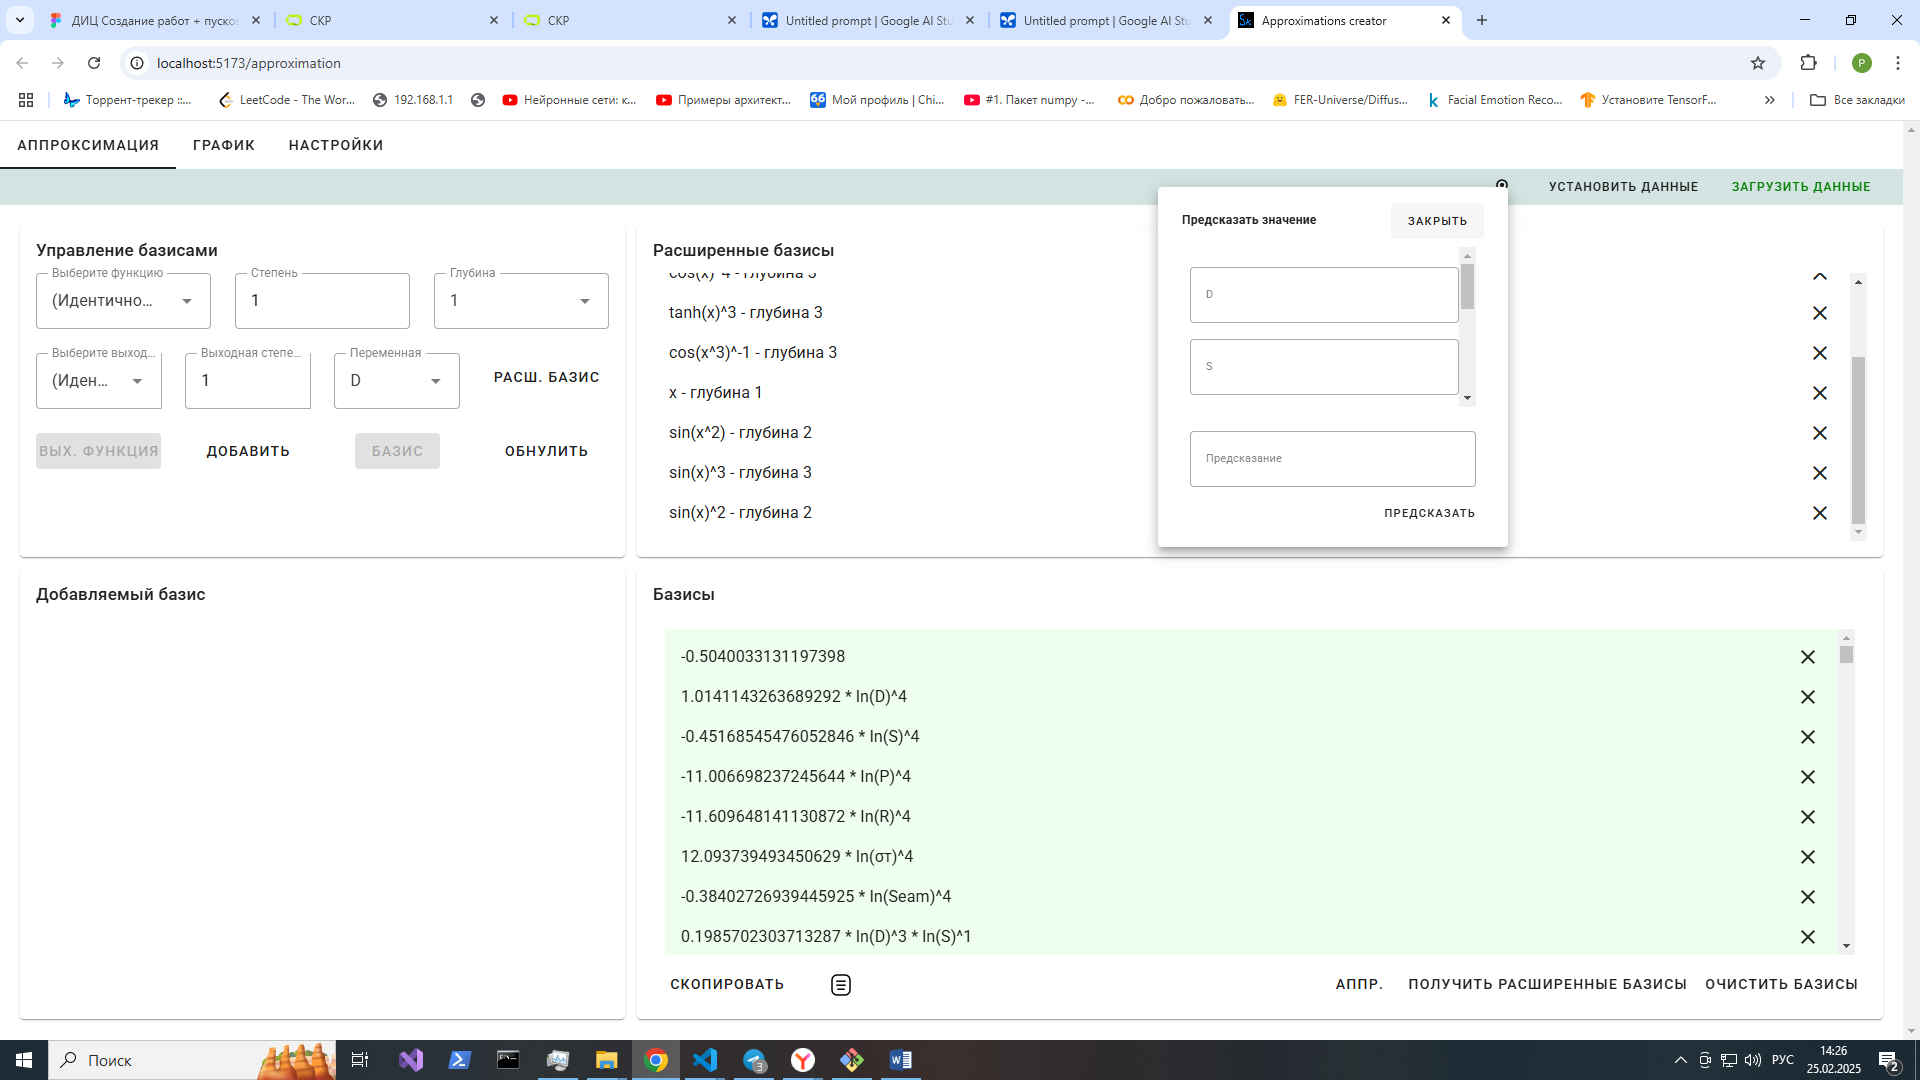 ДИЦ Создание работ + пусков
СКР
СКР
Untitled prompt | Google AI Stu
Untitled prompt | Google AI Stu
Approximations creator
localhost:5173/approximation
P
Торрент-трекер ::...
LeetCode - The Wor...
192.168.1.1
Нейронные сети: к...
Примеры архитект...
Мой профиль | Chi...
#1. Пакет numpy -...
Добро пожаловать...
FER-Universe/Diffus...
Facial Emotion Reco...
Установите TensorF...
Все закладки
АППРОКСИМАЦИЯ
ГРАФИК
НАСТРОЙКИ
УСТАНОВИТЬ ДАННЫЕ
ЗАГРУЗИТЬ ДАННЫЕ
Управление базисами
Выберите функцию
(Идентично...
Степень
1
Глубина
1
Выберите выход...
(Иден...
Выходная степе...
1
Переменная
D
РАСШ. БАЗИС
ВЫХ. ФУНКЦИЯ
ДОБАВИТЬ
БАЗИС
ОБНУЛИТЬ
Расширенные базисы
cos(x)^4 - глубина 3
tanh(x)^3 - глубина 3
cos(x^3)^-1 - глубина 3
x - глубина 1
sin(x^2) - глубина 2
sin(x)^3 - глубина 3
sin(x)^2 - глубина 2
Предсказать значение
ЗАКРЫТЬ
D
S
Предсказание
ПРЕДСКАЗАТЬ
Добавляемый базис
Базисы
-0.5040033131197398
1.0141143263689292 * ln(D)^4
-0.45168545476052846 * ln(S)^4
-11.006698237245644 * ln(P)^4
-11.609648141130872 * ln(R)^4
12.093739493450629 * ln(σт)^4
-0.38402726939445925 * ln(Seam)^4
0.1985702303713287 * ln(D)^3 * ln(S)^1
СКОПИРОВАТЬ
АППР.
ПОЛУЧИТЬ РАСШИРЕННЫЕ БАЗИСЫ
ОЧИСТИТЬ БАЗИСЫ
Поиск
3
РУС
14:26
25.02.2025
2